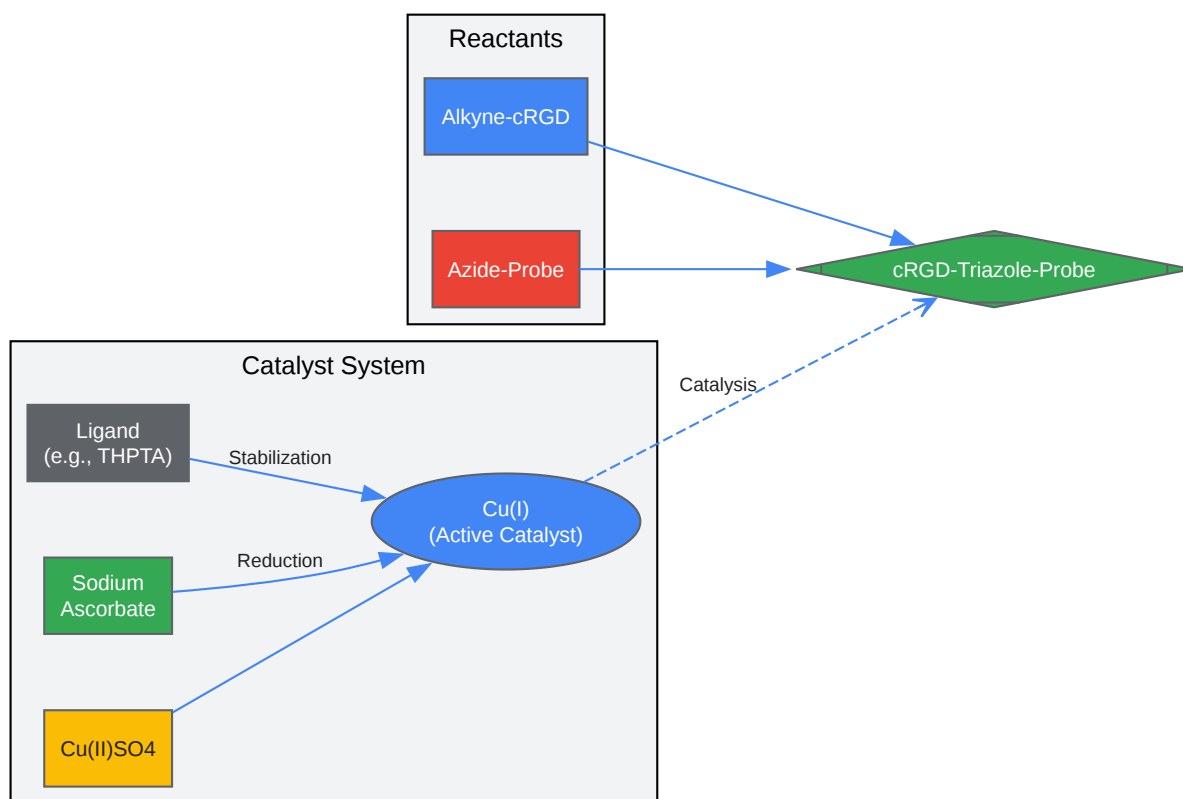 Reactants
Alkyne-cRGD
Azide-Probe
cRGD-Triazole-Probe
Catalyst System
Catalysis
Ligand
(e.g., THPTA)
Stabilization
Cu(I)
(Active Catalyst)
Reduction
Sodium
Ascorbate
Cu(II)SO4